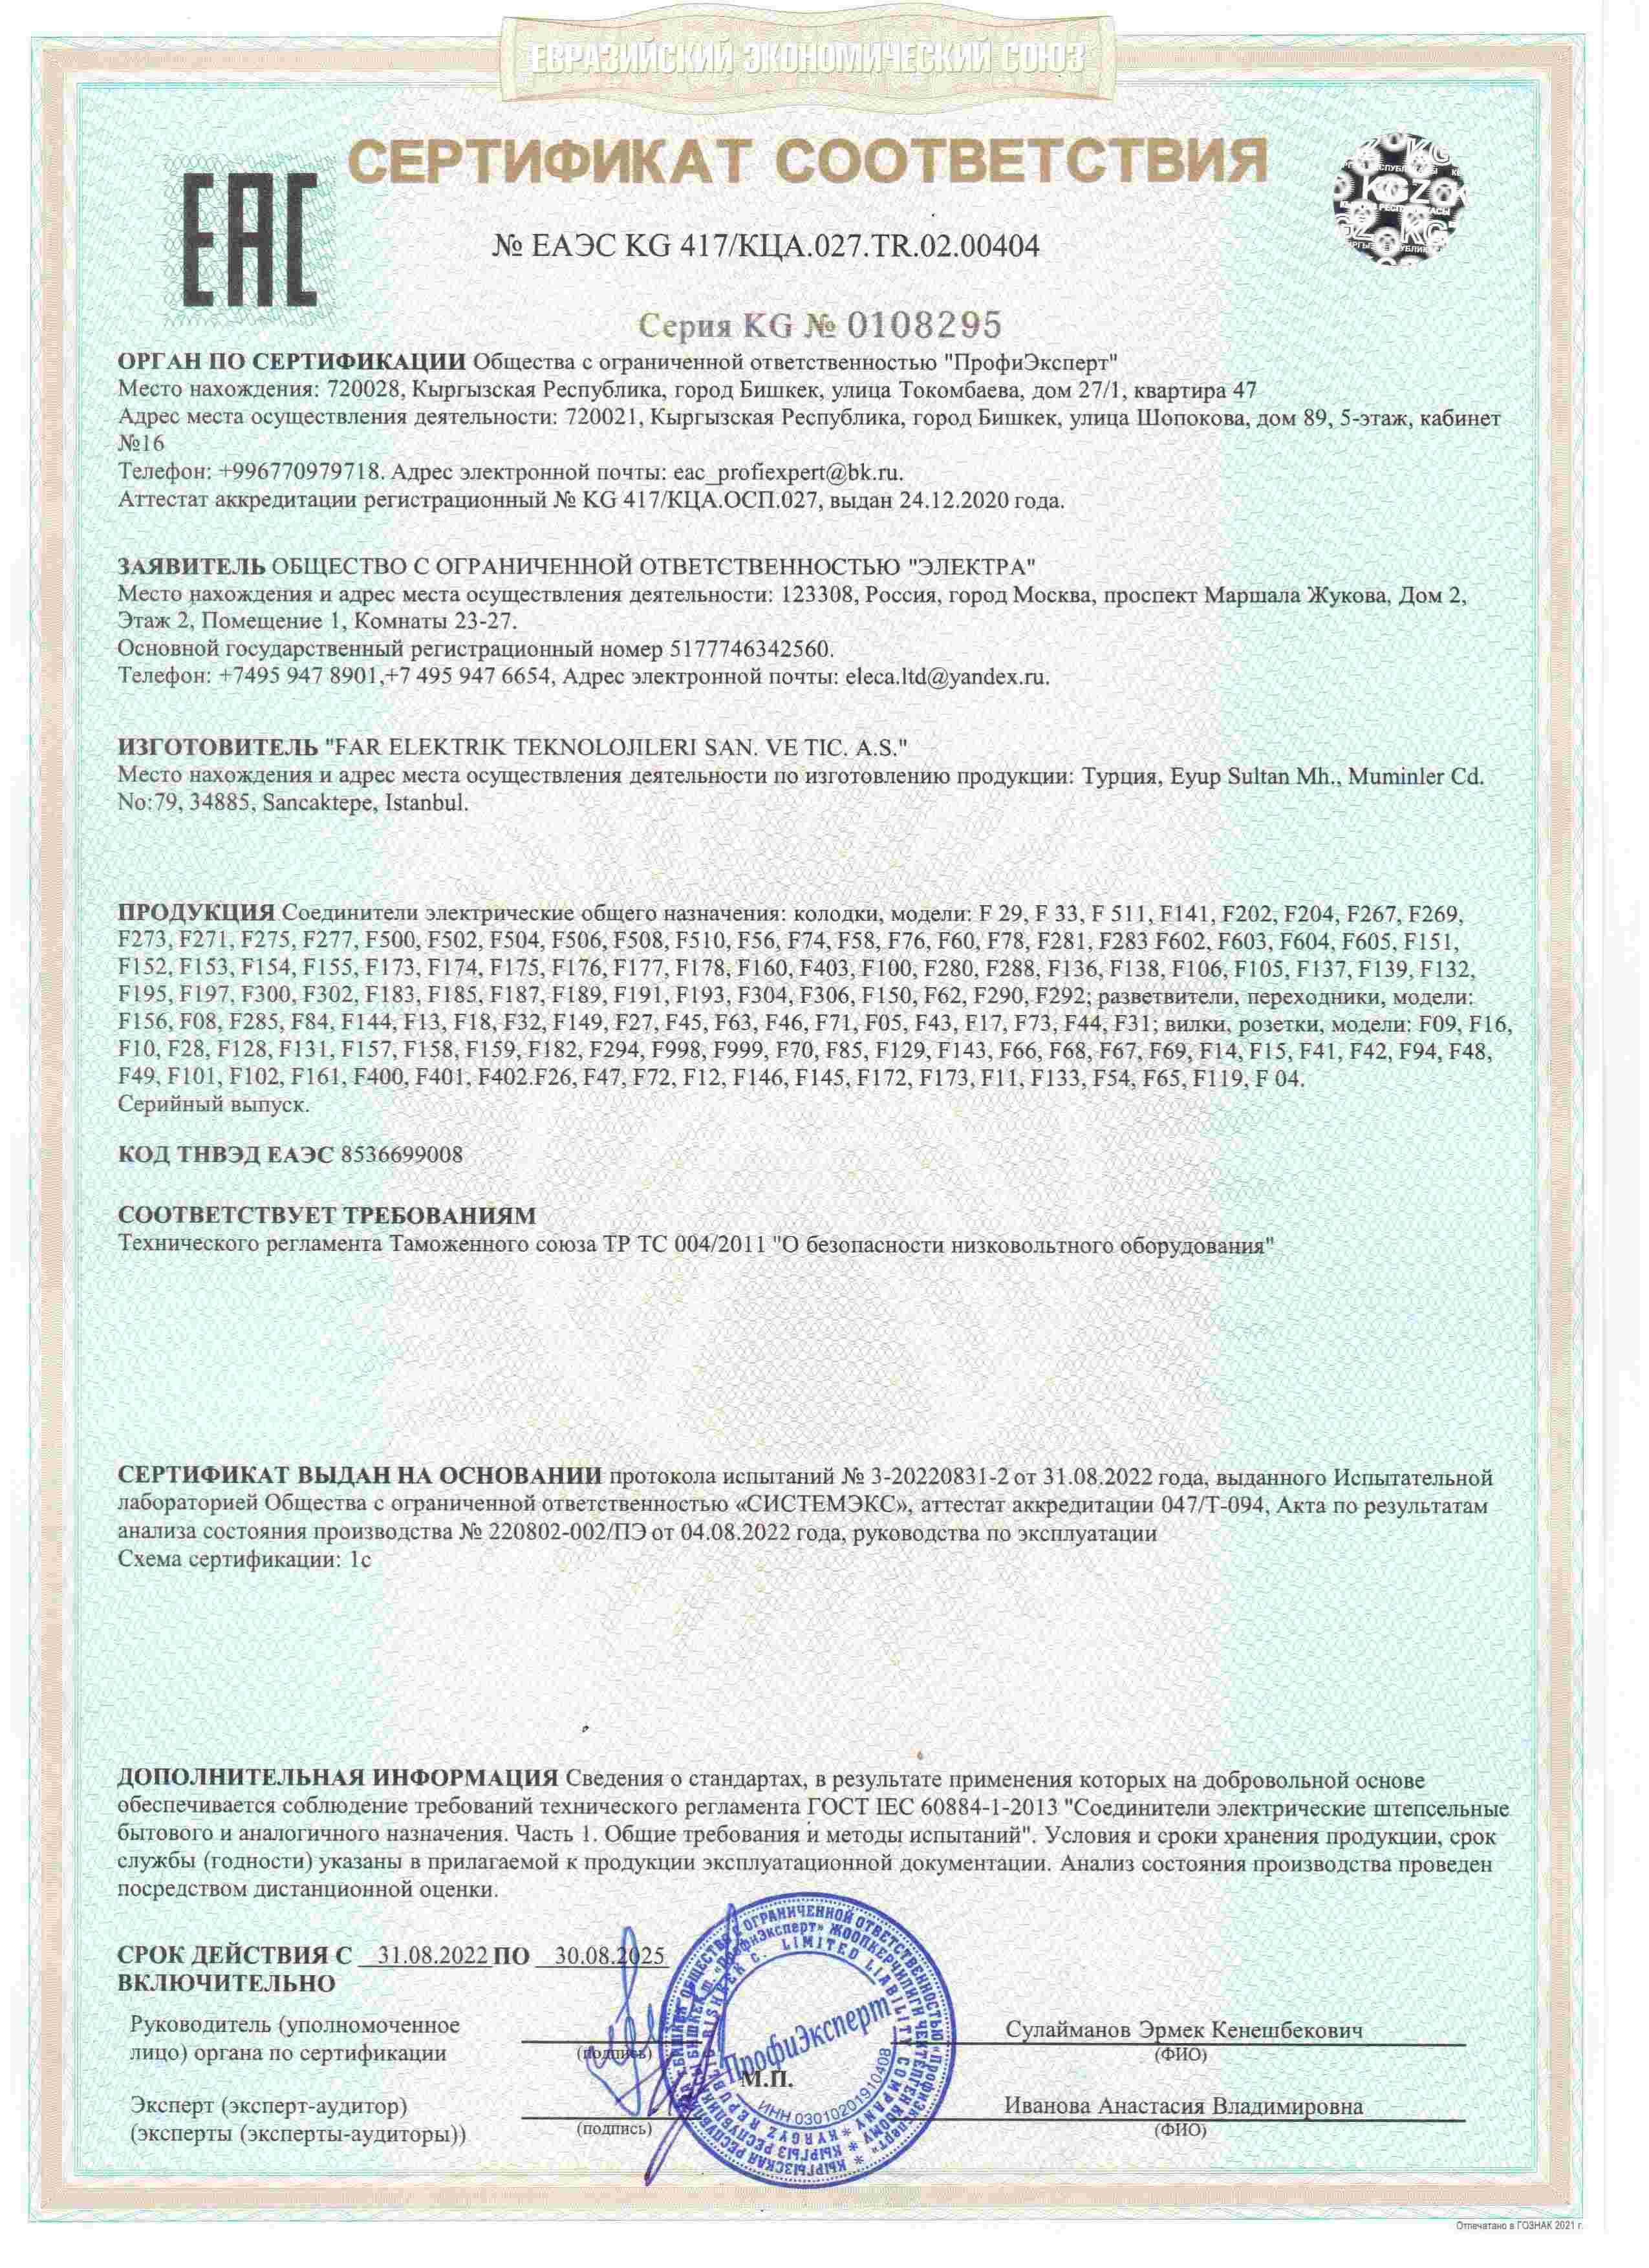 ЕВРАЗИЙСКИЙ ЭКОНОМИЧЕСКИЙ СОЮЗ
СЕРТИФИКАТ СООТВЕТСТВИЯ
EAC
№ ЕАЭС KG 417/КЦА.027.TR.02.00404
Серия KG № 0108295
ОРГАН ПО СЕРТИФИКАЦИИ Общества с ограниченной ответственностью "ПрофиЭксперт"
Место нахождения: 720028, Кыргызская Республика, город Бишкек, улица Токомбаева, дом 27/1, квартира 47
Адрес места осуществления деятельности: 720021, Кыргызская Республика, город Бишкек, улица Шопокова, дом 89, 5-этаж, кабинет
№16
Телефон: +996770979718. Адрес электронной почты: eac_profiexpert@bk.ru.
Аттестат аккредитации регистрационный № KG 417/КЦА.ОСП.027, выдан 24.12.2020 года.
ЗАЯВИТЕЛЬ ОБЩЕСТВО С ОГРАНИЧЕННОЙ ОТВЕТСТВЕННОСТЬЮ "ЭЛЕКТРА"
Место нахождения и адрес места осуществления деятельности: 123308, Россия, город Москва, проспект Маршала Жукова, Дом 2,
Этаж 2, Помещение 1, Комнаты 23-27.
Основной государственный регистрационный номер 5177746342560.
Телефон: +7495 947 8901,+7 495 947 6654, Адрес электронной почты: eleca.ltd@yandex.ru.
ИЗГОТОВИТЕЛЬ "FAR ELEKTRIK TEKNOLOJILERI SAN. VE TIC. A.S."
Место нахождения и адрес места осуществления деятельности по изготовлению продукции: Турция, Eyup Sultan Mh., Muminler Cd.
No:79, 34885, Sancaktepe, Istanbul.
ПРОДУКЦИЯ Соединители электрические общего назначения: колодки, модели: F 29, F 33, F 511, F141, F202, F204, F267, F269,
F273, F271, F275, F277, F500, F502, F504, F506, F508, F510, F56, F74, F58, F76, F60, F78, F281, F283 F602, F603, F604, F605, F151,
F152, F153, F154, F155, F173, F174, F175, F176, F177, F178, F160, F403, F100, F280, F288, F136, F138, F106, F105, F137, F139, F132,
F195, F197, F300, F302, F183, F185, F187, F189, F191, F193, F304, F306, F150, F62, F290, F292; разветвители, переходники, модели:
F156, F08, F285, F84, F144, F13, F18, F32, F149, F27, F45, F63, F46, F71, F05, F43, F17, F73, F44, F31; вилки, розетки, модели: F09, F16,
F10, F28, F128, F131, F157, F158, F159, F182, F294, F998, F999, F70, F85, F129, F143, F66, F68, F67, F69, F14, F15, F41, F42, F94, F48,
F49, F101, F102, F161, F400, F401, F402.F26, F47, F72, F12, F146, F145, F172, F173, F11, F133, F54, F65, F119, F 04.
Серийный выпуск.
КОД ТНВЭД ЕАЭС 8536699008
СООТВЕТСТВУЕТ ТРЕБОВАНИЯМ
Технического регламента Таможенного союза ТР ТС 004/2011 "О безопасности низковольтного оборудования"
СЕРТИФИКАТ ВЫДАН НА ОСНОВАНИИ протокола испытаний № 3-20220831-2 от 31.08.2022 года, выданного Испытательной
лабораторией Общества с ограниченной ответственностью «СИСТЕМЭКС», аттестат аккредитации 047/Т-094, Акта по результатам
анализа состояния производства № 220802-002/ПЭ от 04.08.2022 года, руководства по эксплуатации
Схема сертификации: 1с
ДОПОЛНИТЕЛЬНАЯ ИНФОРМАЦИЯ Сведения о стандартах, в результате применения которых на добровольной основе
обеспечивается соблюдение требований технического регламента ГОСТ IEC 60884-1-2013 "Соединители электрические штепсельные
бытового и аналогичного назначения. Часть 1. Общие требования и методы испытаний". Условия и сроки хранения продукции, срок
службы (годности) указаны в прилагаемой к продукции эксплуатационной документации. Анализ состояния производства проведен
посредством дистанционной оценки.
СРОК ДЕЙСТВИЯ С 31.08.2022 ПО 30.08.2025
ВКЛЮЧИТЕЛЬНО
Руководитель (уполномоченное
лицо) органа по сертификации
(подпись)
Сулайманов Эрмек Кенешбекович
(ФИО)
ПрофиЭксперт
М.П.
ИНН 03010201910408
Эксперт (эксперт-аудитор)
(эксперты (эксперты-аудиторы))
(подпись)
Иванова Анастасия Владимировна
(ФИО)
Отпечатано в ГОЗНАК 2021 г.